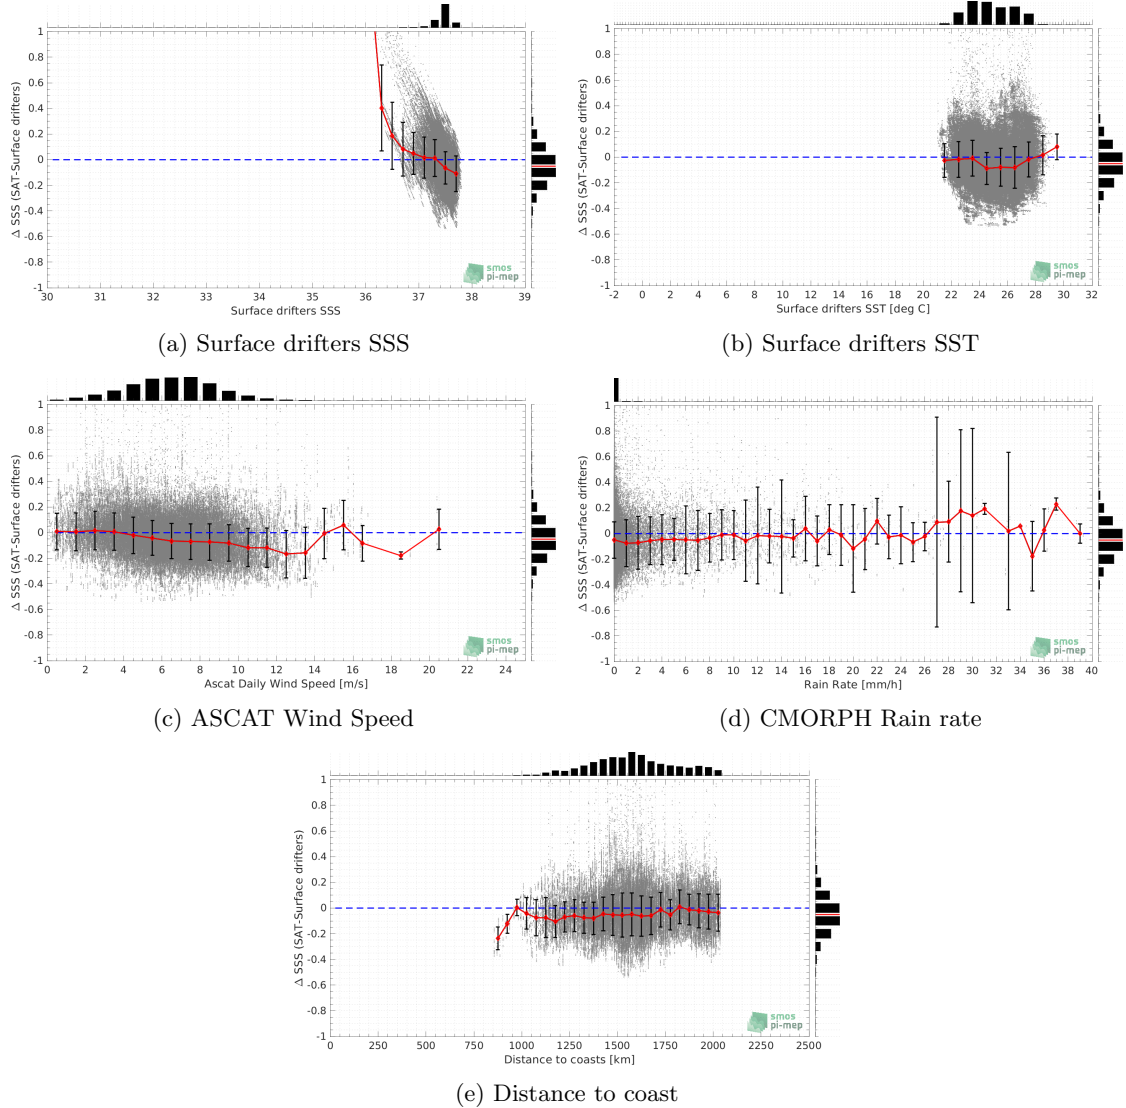 Δ SSS (SAT-Surface drifters)
1
0.8
0.6
0.4
0.2
0
-0.2
-0.4
-0.6
-0.8
-1
30 31 32 33 34 35 36 37 38 39
Surface drifters SSS
smos
pi-mep
(a) Surface drifters SSS
Δ SSS (SAT-Surface drifters)
1
0.8
0.6
0.4
0.2
0
-0.2
-0.4
-0.6
-0.8
-1
-2 0 2 4 6 8 10 12 14 16 18 20 22 24 26 28 30 32
Surface drifters SST [deg C]
smos
pi-mep
(b) Surface drifters SST
Δ SSS (SAT-Surface drifters)
1
0.8
0.6
0.4
0.2
0
-0.2
-0.4
-0.6
-0.8
-1
0 2 4 6 8 10 12 14 16 18 20 22 24
Ascat Daily Wind Speed [m/s]
smos
pi-mep
(c) ASCAT Wind Speed
Δ SSS (SAT-Surface drifters)
1
0.8
0.6
0.4
0.2
0
-0.2
-0.4
-0.6
-0.8
-1
0 2 4 6 8 10 12 14 16 18 20 22 24 26 28 30 32 34 36 38 40
Rain Rate [mm/h]
smos
pi-mep
(d) CMORPH Rain rate
Δ SSS (SAT-Surface drifters)
1
0.8
0.6
0.4
0.2
0
-0.2
-0.4
-0.6
-0.8
-1
0 250 500 750 1000 1250 1500 1750 2000 2250 2500
Distance to coasts [km]
smos
pi-mep
(e) Distance to coast